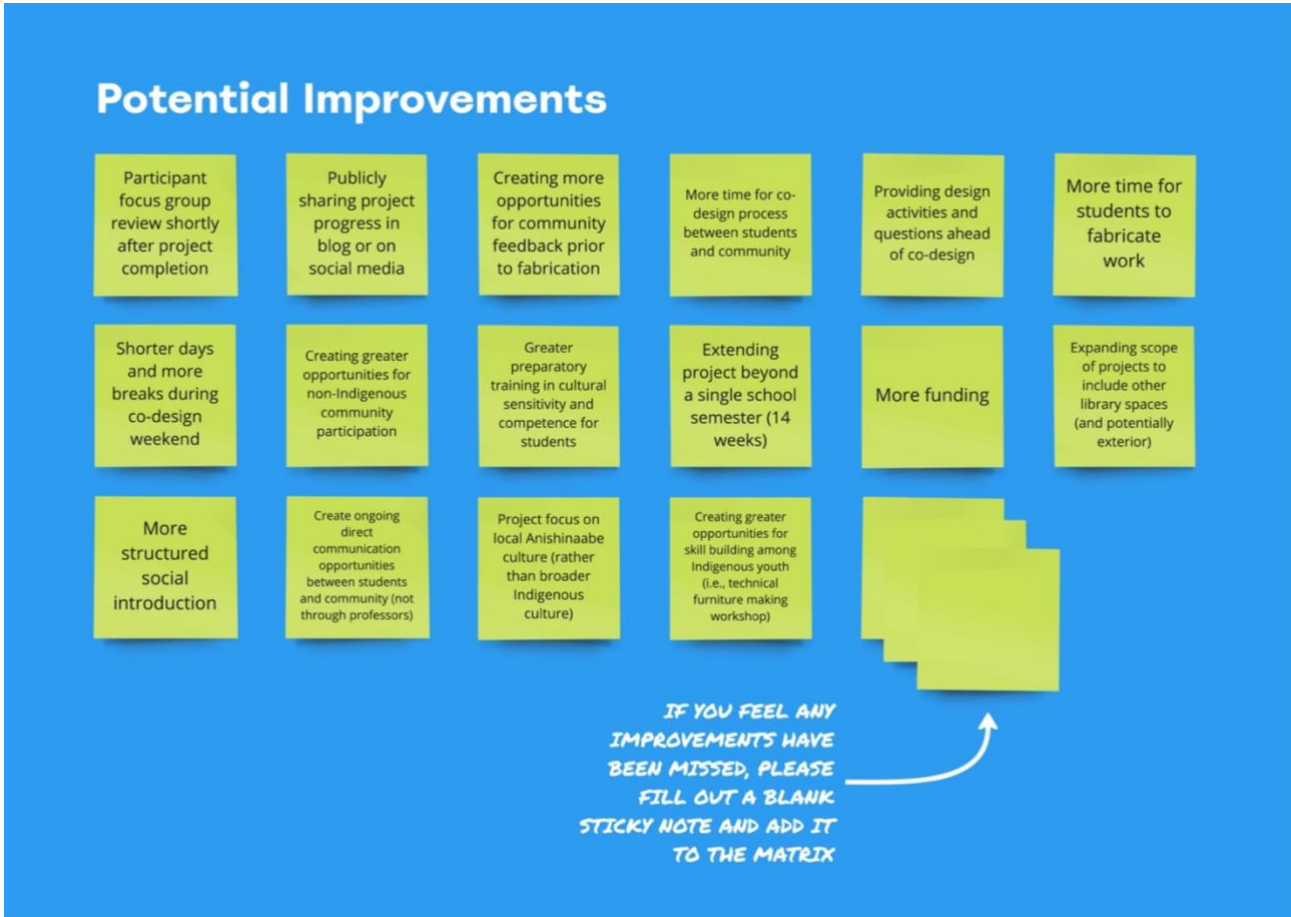 Potential Improvements
Participant
focus group
review shortly
after project
completion
Publicly
sharing project
progress in
blog or on
social media
Creating more
opportunities
for community
feedback prior
to fabrication
More time for co-
design process
between students
and community
Providing design
activities and
questions ahead
of co-design
More time for
students to
fabricate
work
Shorter days
and more
breaks during
co-design
weekend
Creating greater
opportunities for
non-Indigenous
community
participation
Greater
preparatory
training in cultural
sensitivity and
competence for
students
Extending
project beyond
a single school
semester (14
weeks)
More funding
Expanding scope
of projects to
include other
library spaces
(and potentially
exterior)
More
structured
social
introduction
Create ongoing
direct
communication
opportunities
between students
and community (not
through professors)
Project focus on
local Anishinaabe
culture (rather
than broader
Indigenous
culture)
Creating greater
opportunities for
skill building among
Indigenous youth
(i.e., technical
furniture making
workshop)
IF YOU FEEL ANY
IMPROVEMENTS HAVE
BEEN MISSED, PLEASE
FILL OUT A BLANK
STICKY NOTE AND ADD IT
TO THE MATRIX